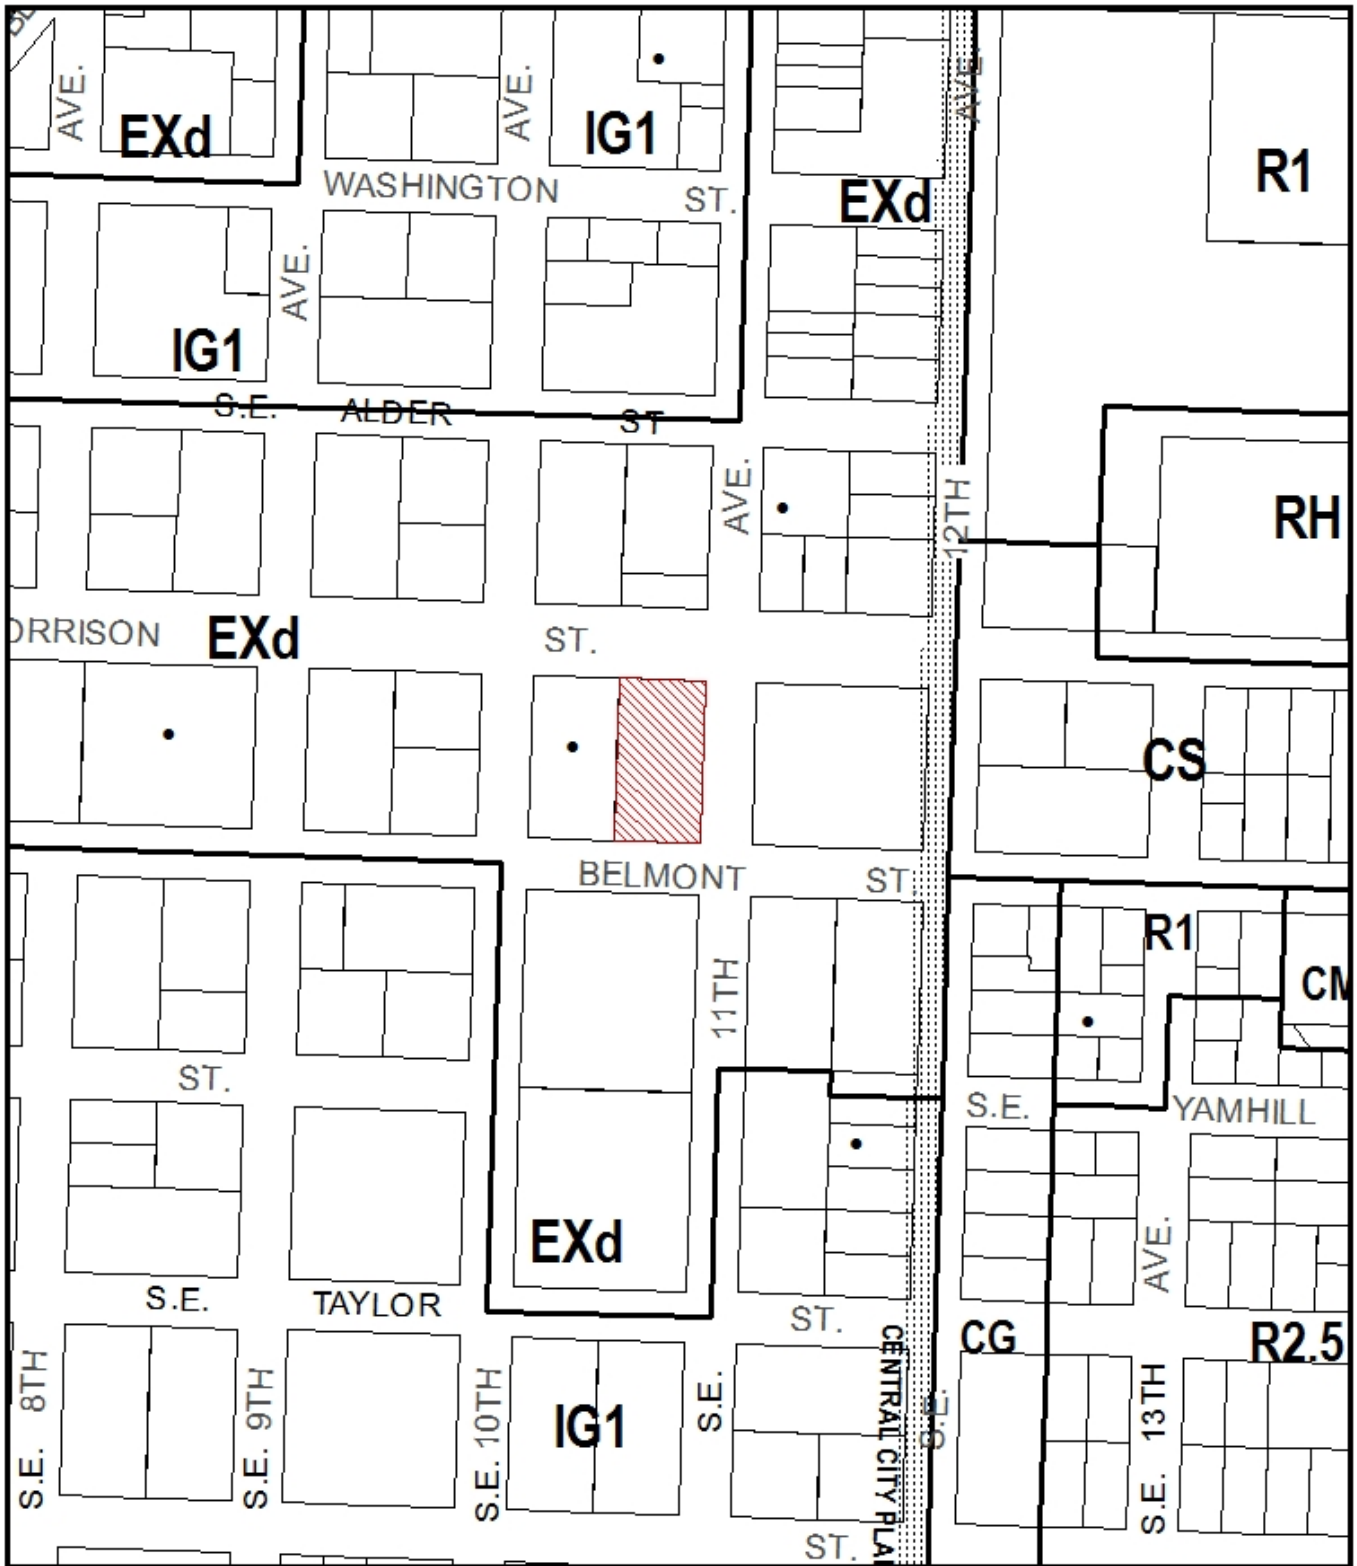 AVE.
AVE.
AVE.
EXd
IG1
R1
WASHINGTON ST.
EXd
AVE.
IG1
S.E. ALDER ST
AVE.
12TH
RH
ORRISON
EXd
ST.
CS
BELMONT ST.
R1
11TH
CM
ST.
S.E. YAMHILL
EXd
AVE.
S.E. TAYLOR ST.
CG
R2.5
S.E. 8TH
S.E. 9TH
S.E. 10TH
IG1
S.E.
CENTRAL CITY PLA
S.E.
S.E. 13TH
ST.